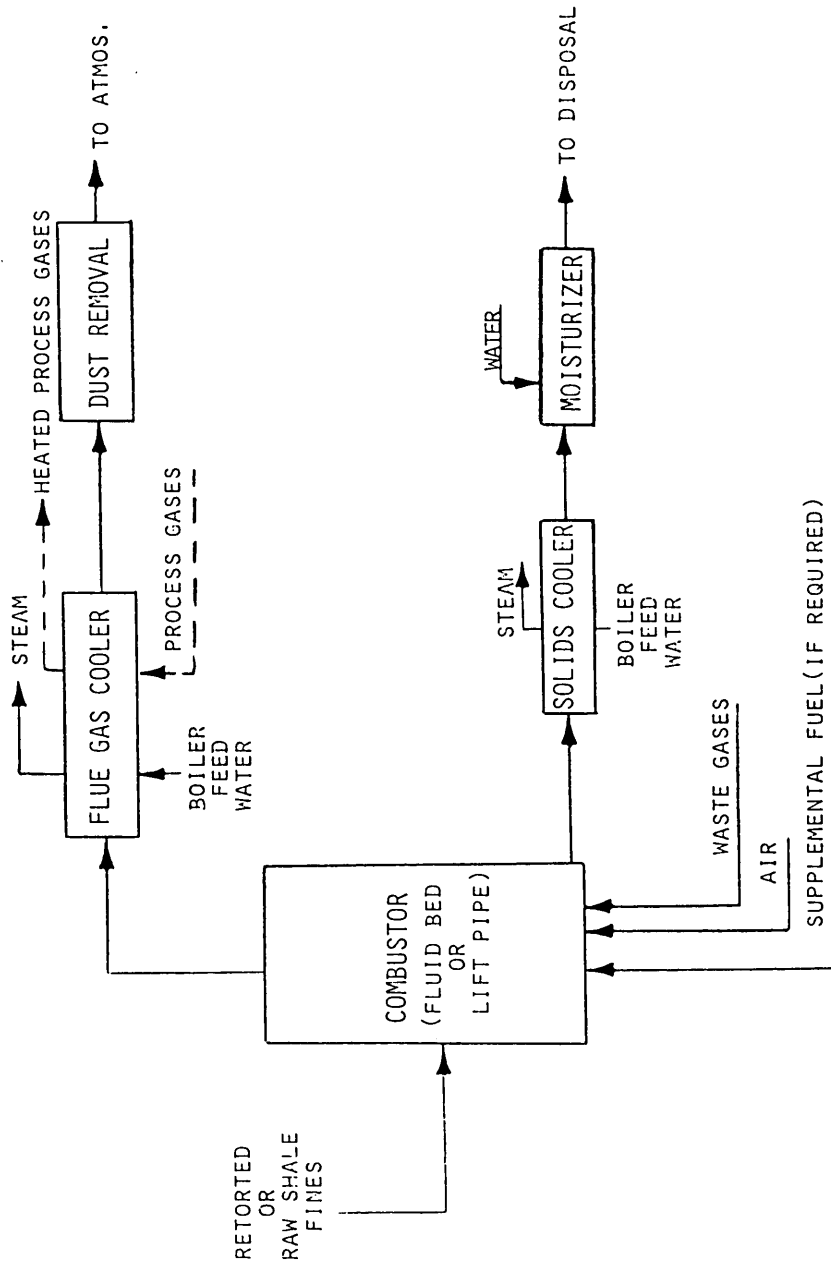 RETORTED
OR
RAW SHALE
FINES
COMBUSTOR
(FLUID BED
OR
LIFT PIPE)
SUPPLEMENTAL FUEL(IF REQUIRED)
AIR
WASTE GASES
FLUE GAS COOLER
BOILER
FEED
WATER
STEAM
PROCESS GASES
HEATED PROCESS GASES
DUST REMOVAL
TO ATMOS.
SOLIDS COOLER
BOILER
FEED
WATER
STEAM
MOISTURIZER
WATER
TO DISPOSAL